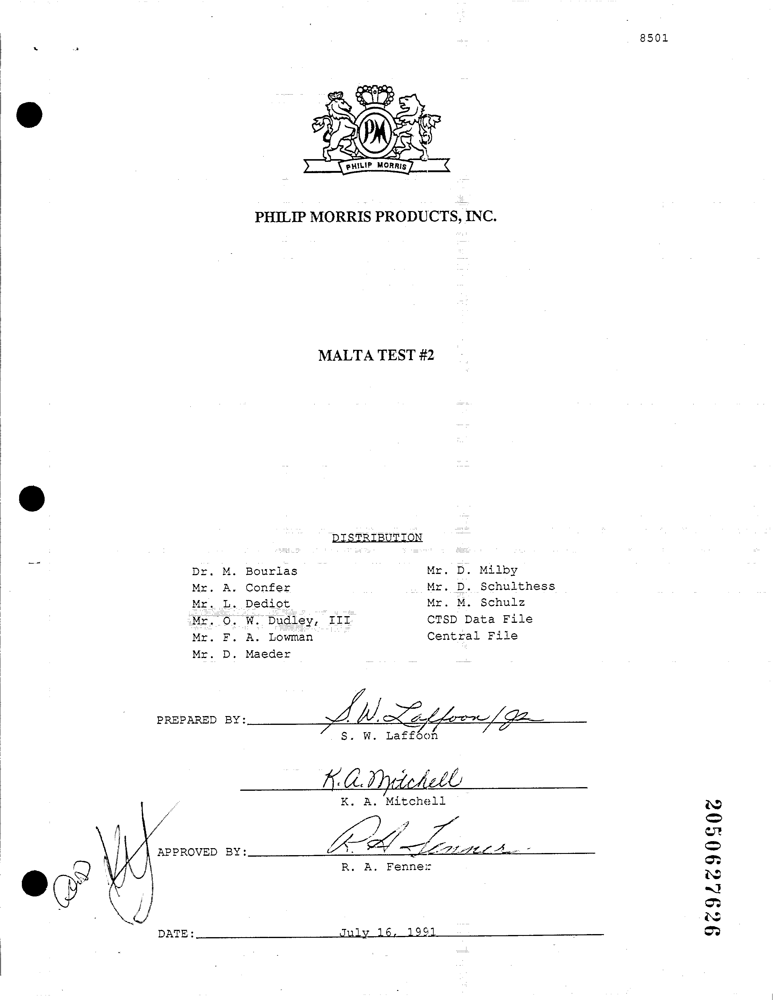 8501
PM
PHILIP MORRIS
PHILIP MORRIS PRODUCTS, INC.
MALTA TEST #2
DISTRIBUTION
Dr. M. Bourlas Mr. D. Milby
Mr. A. Confer Mr. D. Schulthess
Mr. L. Dediot Mr. M. Schulz
Mr. O. W. Dudley, III CTSD Data File
Mr. F. A. Lowman Central File
Mr. D. Maeder
PREPARED BY: S. W. Laffoon/
S. W. Laffoon
K. A. Mitchell
K. A. Mitchell
APPROVED BY: R A Fenner
R. A. Fenner
DATE: July 16, 1991
2050627626